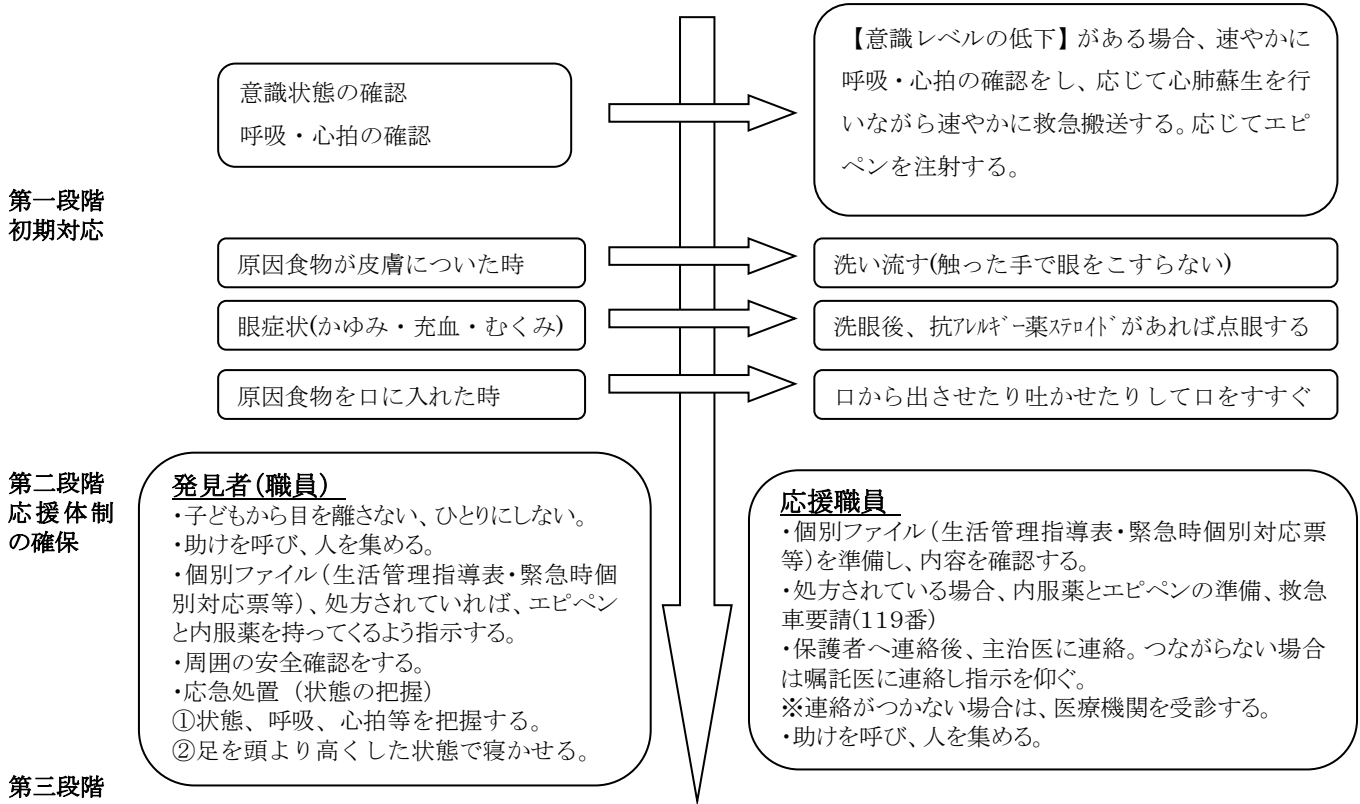 意識状態の確認
呼吸・心拍の確認
【意識レベルの低下】がある場合、速やかに
呼吸・心拍の確認をし、応じて心肺蘇生を行
いながら速やかに救急搬送する。応じてエピ
ペンを注射する。
第一段階
初期対応
原因食物が皮膚についた時
洗い流す(触った手で眼をこすらない)
眼症状(かゆみ・充血・むくみ)
洗眼後、抗ｱﾚﾙｷﾞｰ薬ｽﾃﾛｲﾄﾞがあれば点眼する
原因食物を口に入れた時
口から出させたり吐かせたりして口をすすぐ
第二段階
応援体制
の確保
発見者(職員)
・子どもから目を離さない、ひとりにしない。
・助けを呼び、人を集める。
・個別ファイル(生活管理指導表・緊急時個
別対応票等)、処方されていれば、エピペン
と内服薬を持ってくるよう指示する。
・周囲の安全確認をする。
・応急処置 (状態の把握)
①状態、呼吸、心拍等を把握する。
②足を頭より高くした状態で寝かせる。
応援職員
・個別ファイル(生活管理指導表・緊急時個別対応票
等)を準備し、内容を確認する。
・処方されている場合、内服薬とエピペンの準備、救急
車要請(119番)
・保護者へ連絡後、主治医に連絡。つながらない場合
は嘱託医に連絡し指示を仰ぐ。
※連絡がつかない場合は、医療機関を受診する。
・助けを呼び、人を集める。
第三段階